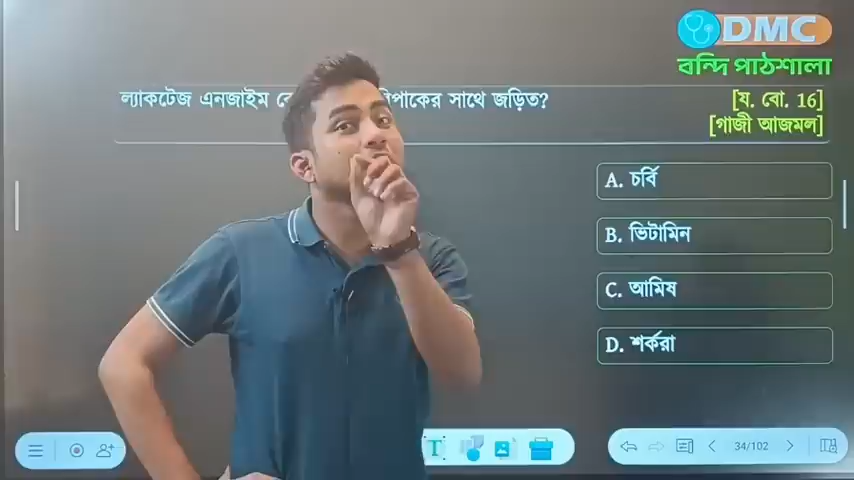 DMC
বন্দি পাঠশালা
ল্যাকটেজ এনজাইম পাকের সাথে জড়িত?
[য. বো. 16]
[গাজী আজমল]
A. চর্বি
B. ভিটামিন
C. আমিষ
D. শর্করা
T
34/102